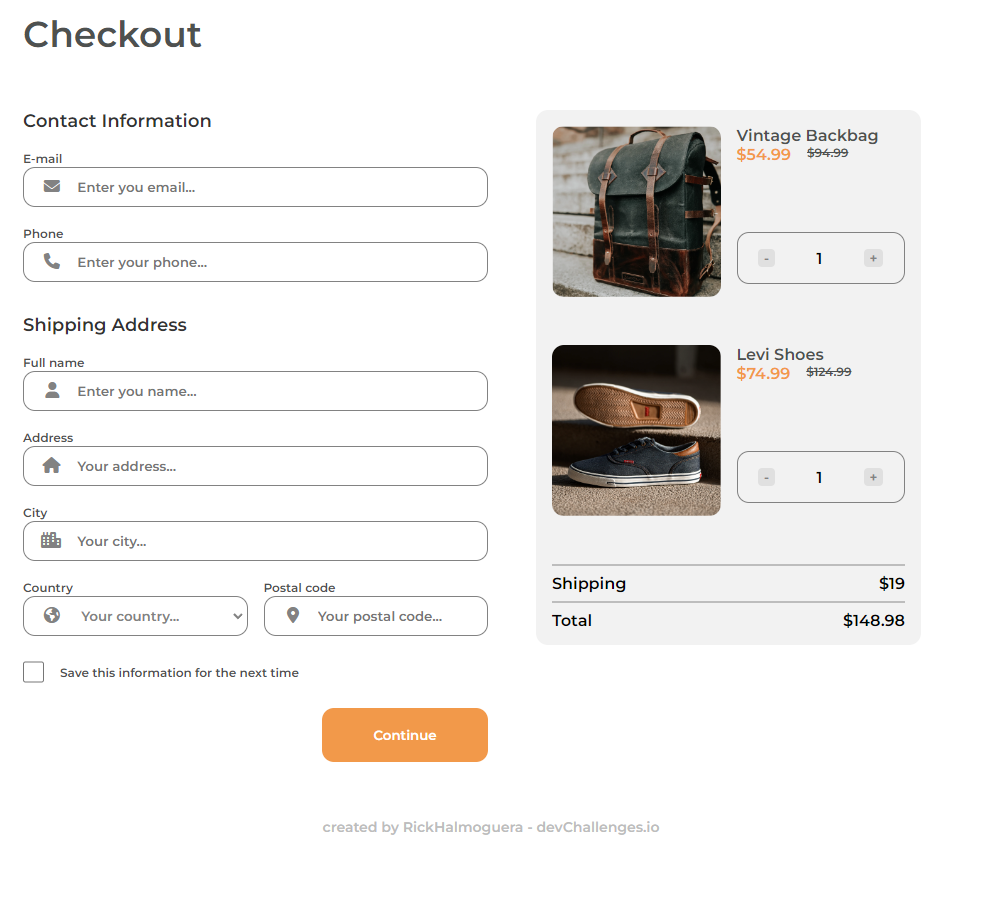 Checkout
Contact Information
E-mail
Enter you email...
Phone
Enter your phone...
Shipping Address
Full name
Enter you name...
Address
Your address...
City
Your city...
Country
Postal code
Your country...
Your postal code...
Save this information for the next time
Continue
Vintage Backbag
$54.99 $94.99
- 1 +
Levi Shoes
$74.99 $124.99
- 1 +
Shipping $19
Total $148.98
created by RickHalmoguera - devChallenges.io